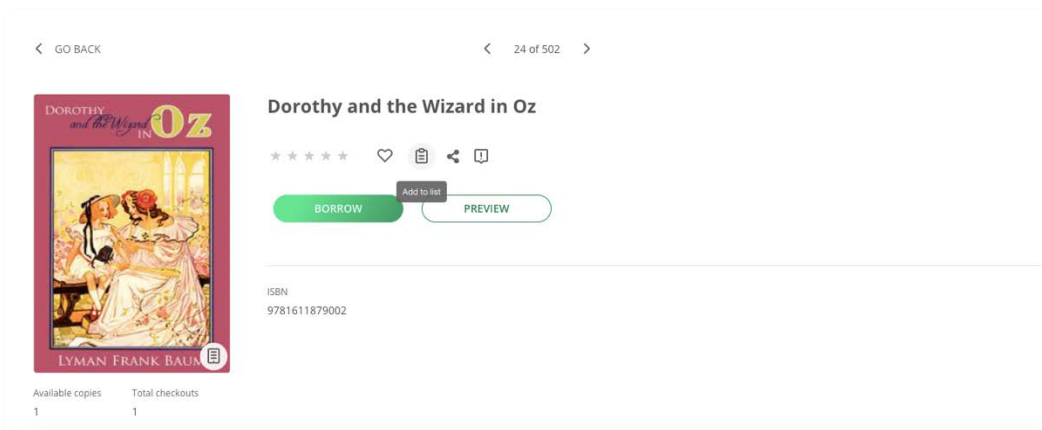 GO BACK
24 of 502
DOROTHY
and the Wizard
IN
OZ
LYMAN FRANK BAUM
Dorothy and the Wizard in Oz
Add to list
BORROW
PREVIEW
ISBN
9781611879002
Available copies
Total checkouts
1
1